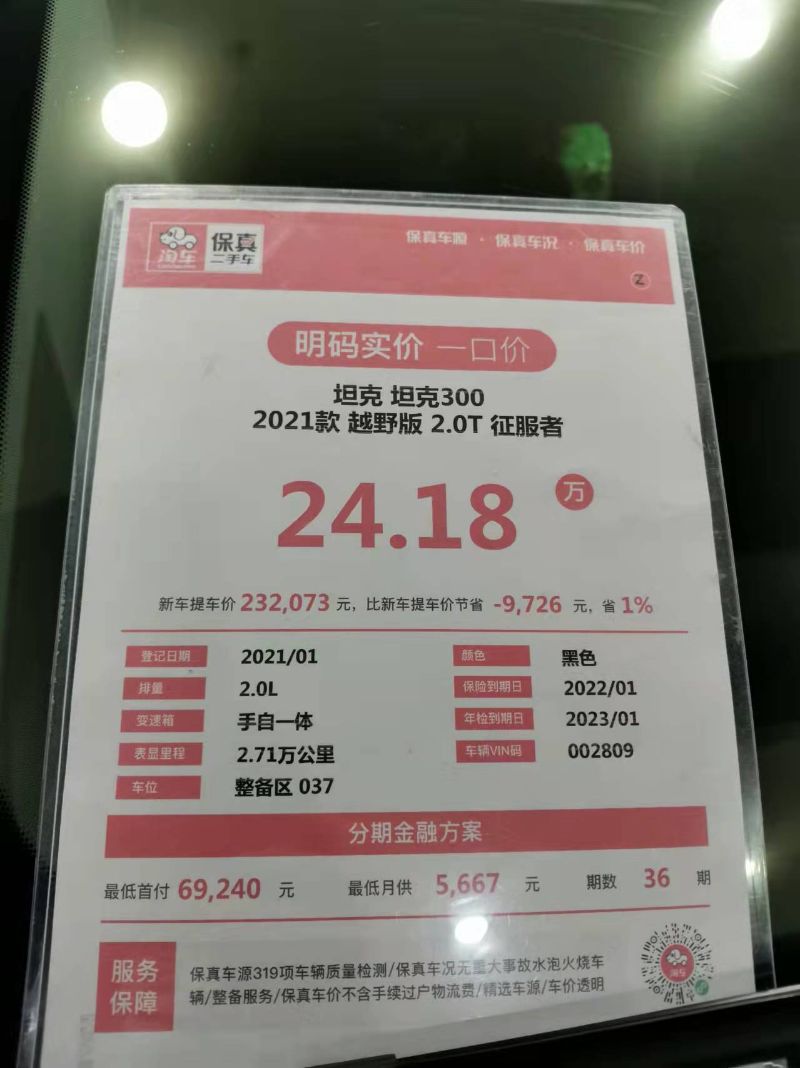 淘车
保真
二手车
保真车源 · 保真车况 · 保真车价
Z
明码实价 一口价
坦克 坦克300
2021款 越野版 2.0T 征服者
24.18 万
新车提车价 232,073 元，比新车提车价节省 -9,726 元，省 1%
登记日期 2021/01 颜色 黑色
排量 2.0L 保险到期日 2022/01
变速箱 手自一体 年检到期日 2023/01
表显里程 2.71万公里 车辆VIN码 002809
车位 整备区 037
分期金融方案
最低首付 69,240 元 最低月供 5,667 元 期数 36 期
服务
保障
保真车源319项车辆质量检测/保真车况无重大事故水泡火烧车
辆/整备服务/保真车价不含手续过户物流费/精选车源/车价透明
淘车